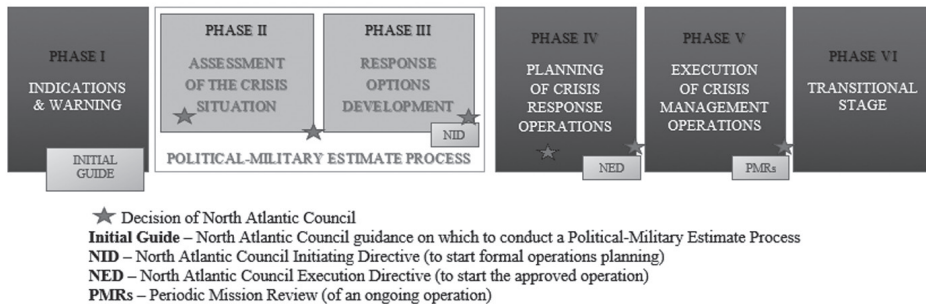 PHASE I
INDICATIONS
& WARNING
INITIAL
GUIDE
PHASE II
ASSESSMENT
OF THE CRISIS
SITUATION
PHASE III
RESPONSE
OPTIONS
DEVELOPMENT
NID
POLITICAL-MILITARY ESTIMATE PROCESS
PHASE IV
PLANNING
OF CRISIS
RESPONSE
OPERATIONS
NED
PHASE V
EXECUTION
OF CRISIS
MANAGEMENT
OPERATIONS
PMRs
PHASE VI
TRANSITIONAL
STAGE
Decision of North Atlantic Council
Initial Guide – North Atlantic Council guidance on which to conduct a Political-Military Estimate Process
NID – North Atlantic Council Initiating Directive (to start formal operations planning)
NED – North Atlantic Council Execution Directive (to start the approved operation)
PMRs – Periodic Mission Review (of an ongoing operation)